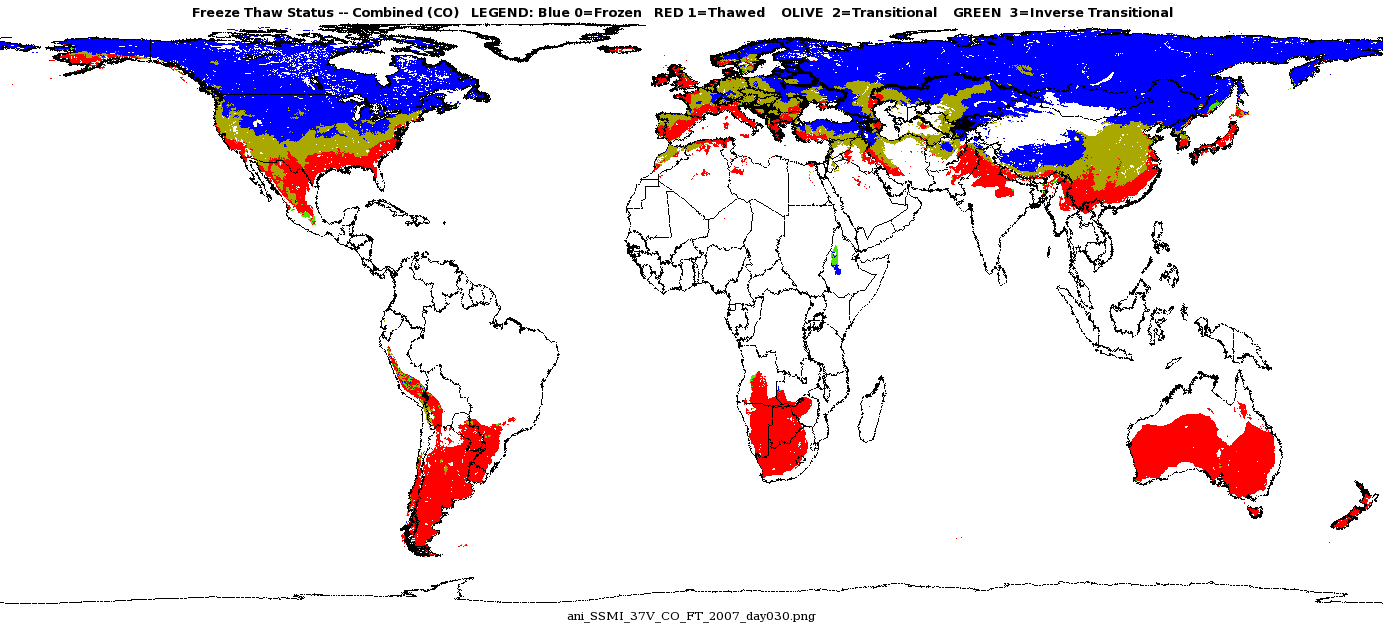 Freeze Thaw Status -- Combined (CO)   LEGEND: Blue 0=Frozen   RED 1=Thawed    OLIVE  2=Transitional    GREEN  3=Inverse Transitional
ani_SSMI_37V_CO_FT_2007_day030.png